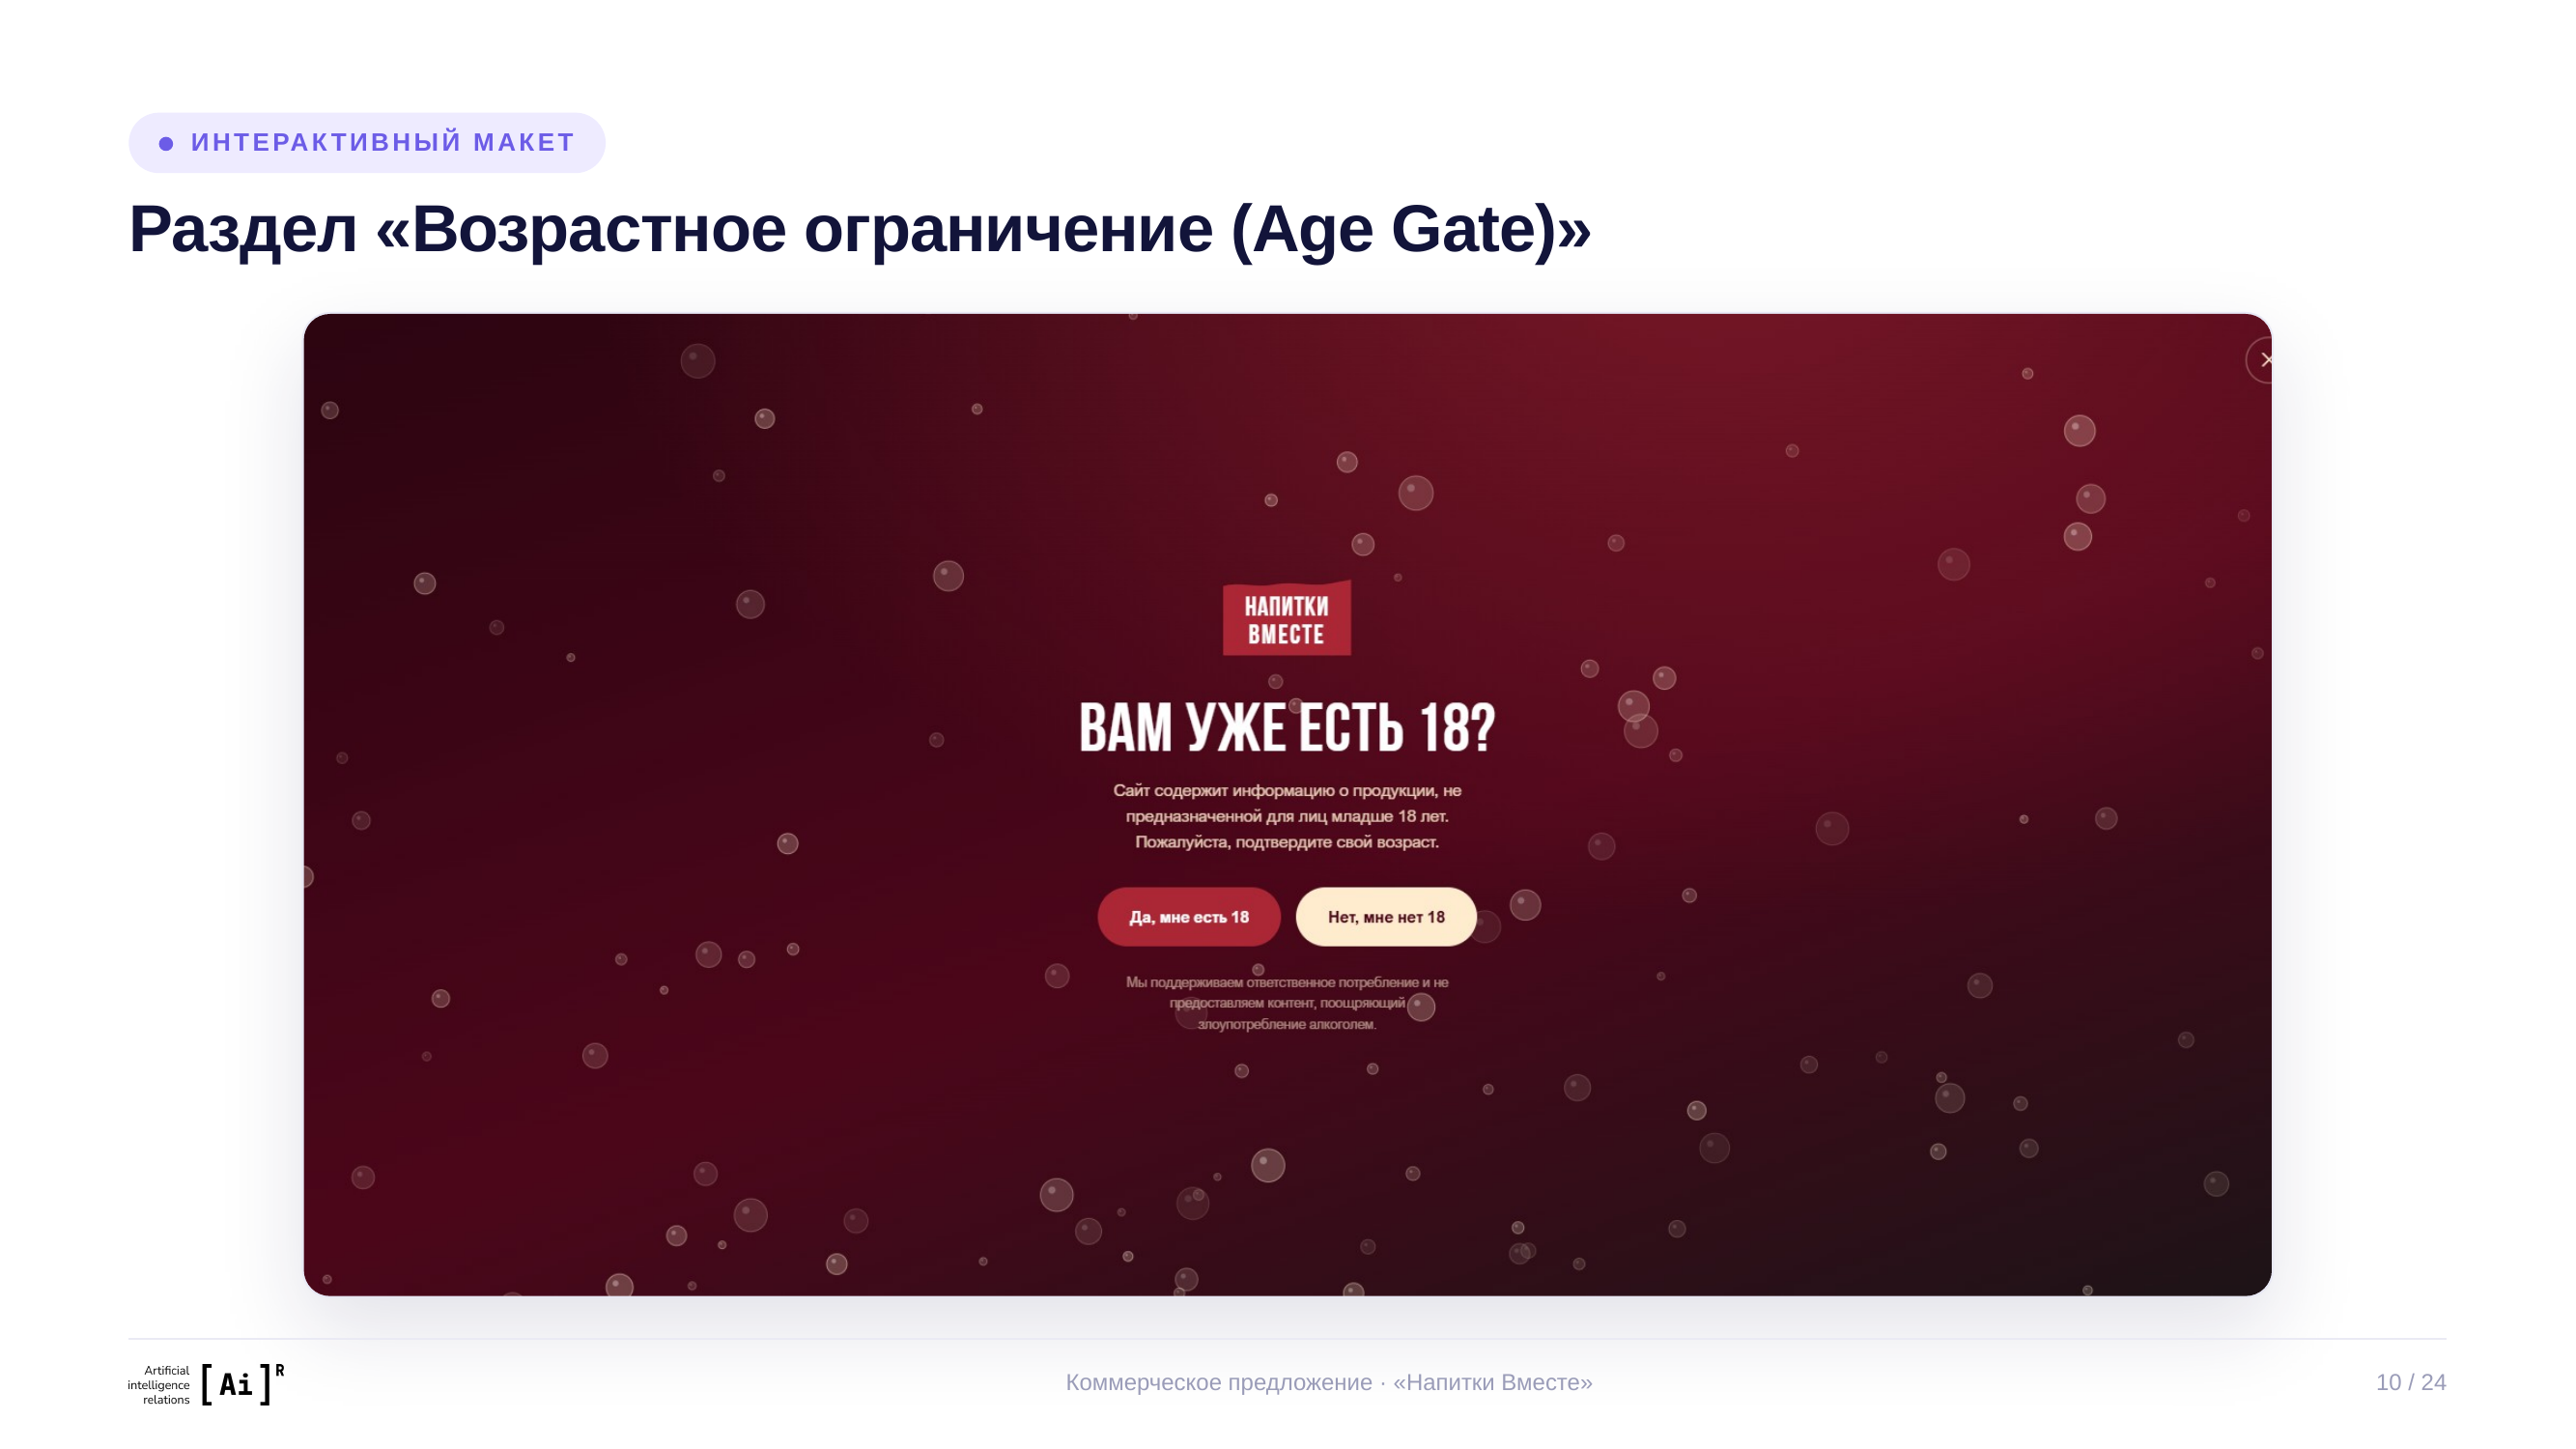 ИНТЕРАКТИВНЫЙ МАКЕТ
Раздел «Возрастное ограничение (Age Gate)»
НАПИТКИ
ВМЕСТЕ
ВАМ УЖЕ ЕСТЬ 18?
Сайт содержит информацию о продукции, не
предназначенной для лиц младше 18 лет.
Пожалуйста, подтвердите свой возраст.
Да, мне есть 18
Нет, мне нет 18
Мы поддерживаем ответственное потребление и не
предоставляем контент, поощряющий
злоупотребление алкоголем.
Artificial
intelligence
relations
[Ai]R
Коммерческое предложение · «Напитки Вместе»
10 / 24